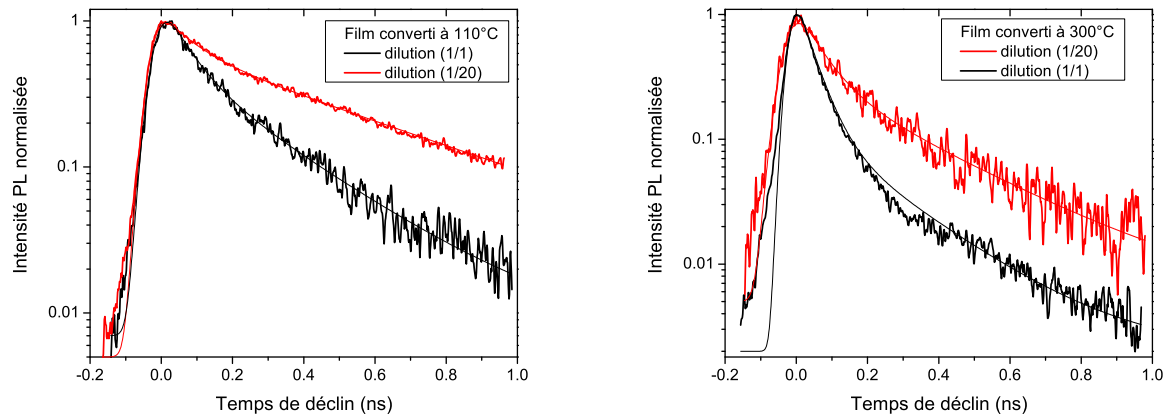 Film converti à 110°C
dilution (1/1)
dilution (1/20)
1
0.1
0.01
Intensité PL normalisée
-0.2 0.0 0.2 0.4 0.6 0.8 1.0
Temps de déclin (ns)
Film converti à 300°C
dilution (1/20)
dilution (1/1)
1
0.1
0.01
Intensité PL normalisée
-0.2 0.0 0.2 0.4 0.6 0.8 1.0
Temps de déclin (ns)